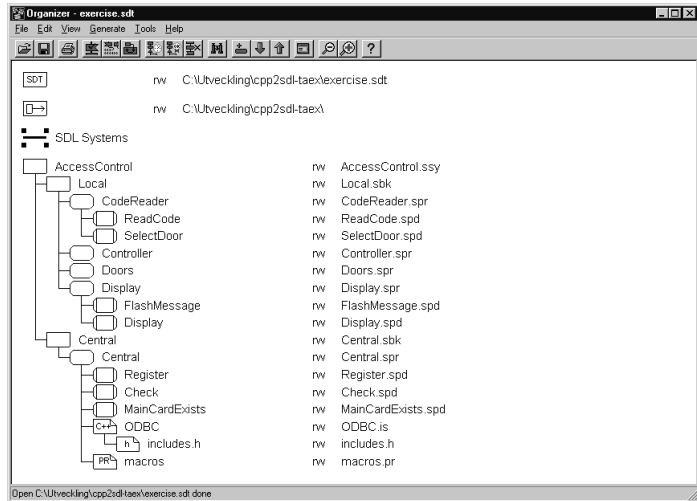 Organizer - exercise.sdt
File Edit View Generate Tools Help
SDT rw C:\Utveckling\cpp2sdl-taex\exercise.sdt
rw C:\Utveckling\cpp2sdl-taex\
SDL Systems
AccessControl rw AccessControl.ssy
Local rw Local.sbk
CodeReader rw CodeReader.spr
ReadCode rw ReadCode.spd
SelectDoor rw SelectDoor.spd
Controller rw Controller.spr
Doors rw Doors.spr
Display rw Display.spr
FlashMessage rw FlashMessage.spd
Display rw Display.spd
Central rw Central.sbk
Central rw Central.spr
Register rw Register.spd
Check rw Check.spd
MainCardExists rw MainCardExists.spd
C++ ODBC rw ODBC.is
h includes.h rw includes.h
PR macros rw macros.pr
Open C:\Utveckling\cpp2sdl-taex\exercise.sdt done